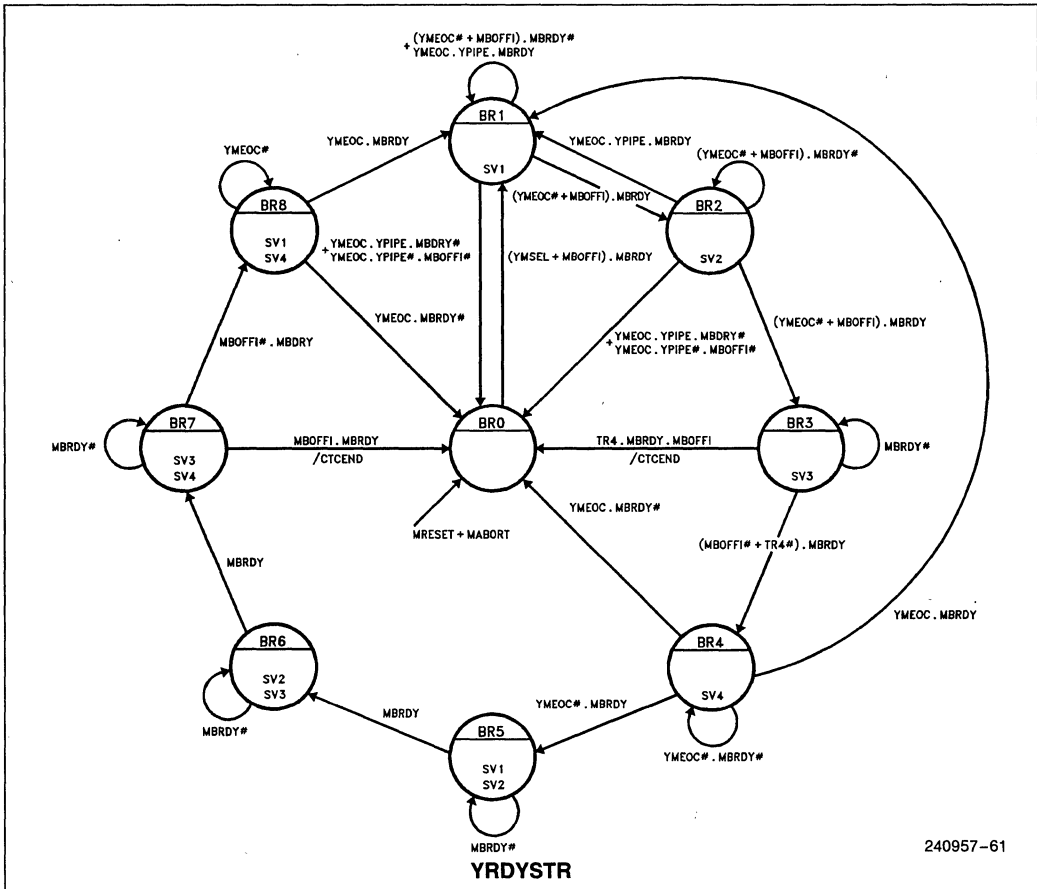 (YMEOC# + MBOFFI) . MBRDY#
+ YMEOC . YPIPE . MBRDY
BR1
SV1
YMEOC#
YMEOC . MBRDY
YMEOC . YPIPE . MBRDY
(YMEOC# + MBOFFI) . MBRDY#
(YMEOC# + MBOFFI) . MBRDY
BR8
SV1
SV4
BR2
SV2
+ YMEOC . YPIPE . MBDRY#
YMEOC . YPIPE# . MBOFFI#
(YMSEL + MBOFFI) . MBRDY
YMEOC . MBRDY#
+ YMEOC . YPIPE . MBDRY#
YMEOC . YPIPE# . MBOFFI#
(YMEOC# + MBOFFI) . MBRDY
MBOFFI# . MBDRY
MBRDY#
BR7
SV3
SV4
MBOFFI . MBRDY
/CTCEND
BR0
TR4 . MBRDY . MBOFFI
/CTCEND
BR3
SV3
MBRDY#
MRESET + MABORT
YMEOC . MBRDY#
(MBOFFI# + TR4#) . MBRDY
MBRDY
YMEOC . MBRDY
BR6
SV2
SV3
MBRDY#
MBRDY
BR5
SV1
SV2
MBRDY#
YMEOC# . MBRDY
BR4
SV4
YMEOC# . MBRDY#
YRDYSTR
240957–61